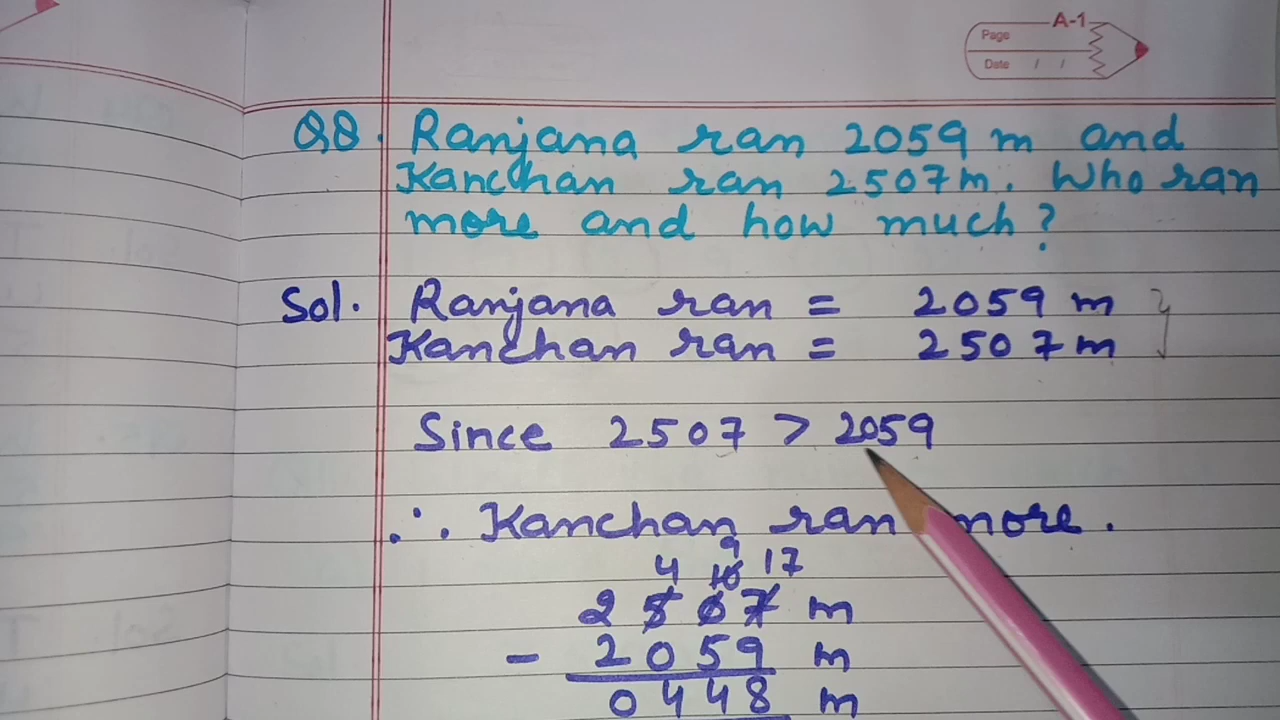 A-1
Page
Date / /
Q8. Ranjana ran 2059 m and
Kanchan ran 2507m. Who ran
more and how much?
Sol. Ranjana ran = 2059 m
Kanchan ran = 2507m
Since 2507 > 2059
∴ Kanchan ran more.
4 9 10 17
2 5 0 7 m
- 2 0 5 9 m
0 4 4 8 m